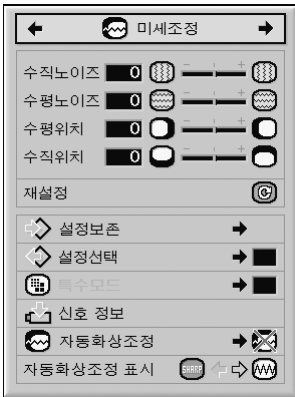 미세조정
수직노이즈 0 - +
수평노이즈 0 - +
수평위치 0 - +
수직위치 0 - +
재설정
설정보존
설정선택
특수모드
신호 정보
자동화상조정
자동화상조정 표시 SHARP